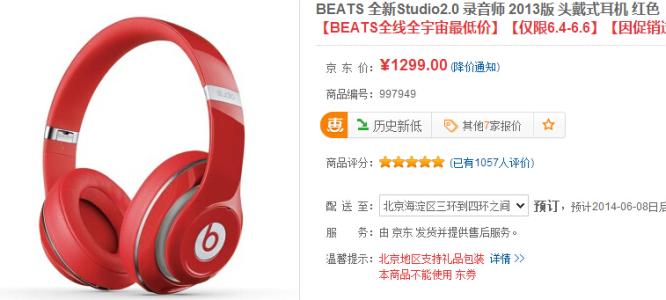 BEATS 全新Studio2.0 录音师 2013版 头戴式耳机 红色
【BEATS全线全宇宙最低价】【仅限6.4-6.6】【因促销
studio
京 东 价：￥1299.00 (降价通知)
商品编号：997949
惠 历史新低 其他7家报价
商品评分： (已有1057人评价)
配 送 至：北京海淀区三环到四环之间 预订，预计2014-06-08日
服 务：由 京东 发货并提供售后服务。
温馨提示：北京地区支持礼品包装 详情 >>
本商品不能使用 东券
b